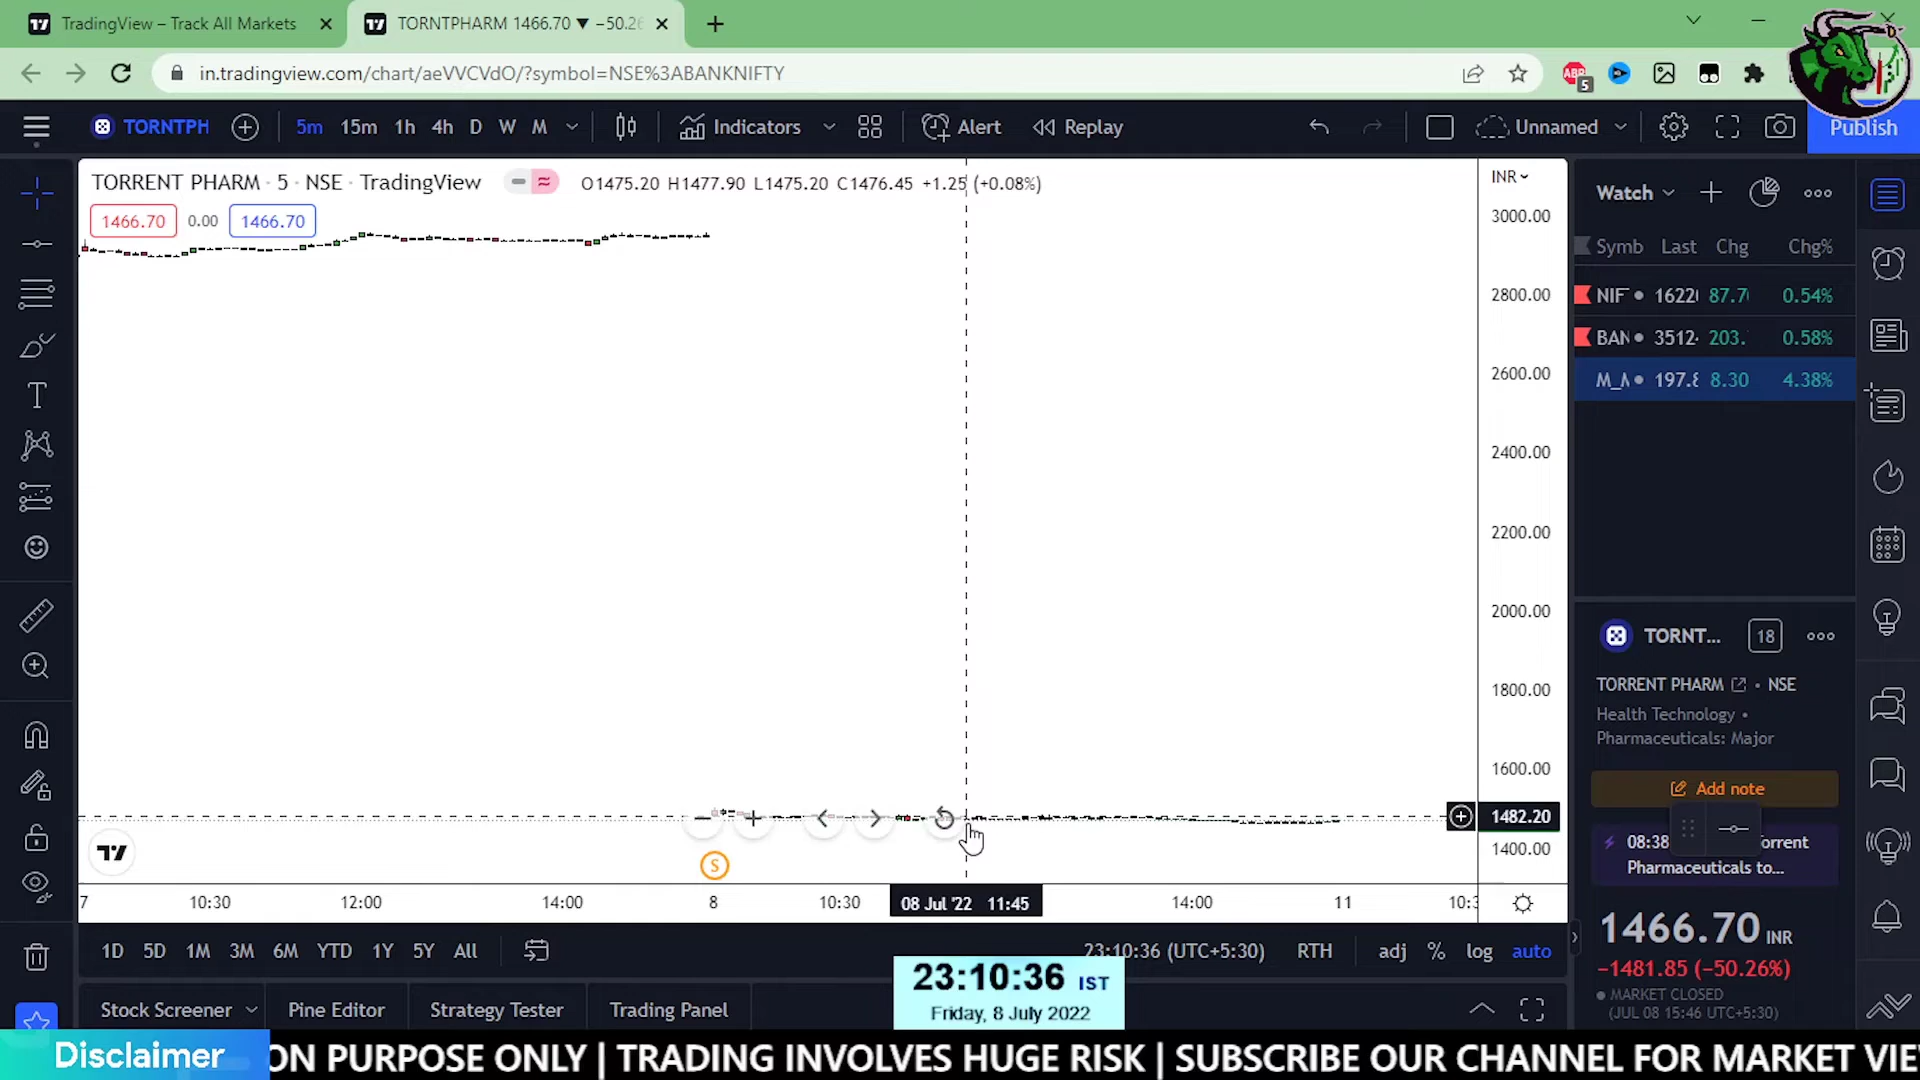 TradingView – Track All Markets
TORNTPHARM 1466.70 ▼ −50.26
in.tradingview.com/chart/aeVVCVdO/?symbol=NSE%3ABANKNIFTY
ABP
5
TORNTPH
5m 15m 1h 4h D W M
Indicators
Alert
Replay
Unnamed
Publish
TORRENT PHARM · 5 · NSE · TradingView
O1475.20 H1477.90 L1475.20 C1476.45 +1.25 (+0.08%)
1466.70 0.00 1466.70
INR
3000.00
2800.00
2600.00
2400.00
2200.00
2000.00
1800.00
1600.00
1482.20
1400.00
S
7 10:30 12:00 14:00 8 10:30 08 Jul '22 11:45 14:00 11 10:3
1D 5D 1M 3M 6M YTD 1Y 5Y All
23:10:36 (UTC+5:30) RTH adj % log auto
Stock Screener Pine Editor Strategy Tester Trading Panel
Watch
Symb Last Chg Chg%
NIF 1622 87.7 0.54%
BAN 3512 203. 0.58%
M_M 197.8 8.30 4.38%
TORNT... 18
TORRENT PHARM • NSE
Health Technology •
Pharmaceuticals: Major
Add note
08:38 orrent
Pharmaceuticals to...
1466.70 INR
−1481.85 (−50.26%)
MARKET CLOSED
(JUL 08 15:46 UTC+5:30)
23:10:36 IST
Friday, 8 July 2022
Disclaimer
ON PURPOSE ONLY | TRADING INVOLVES HUGE RISK | SUBSCRIBE OUR CHANNEL FOR MARKET VIE